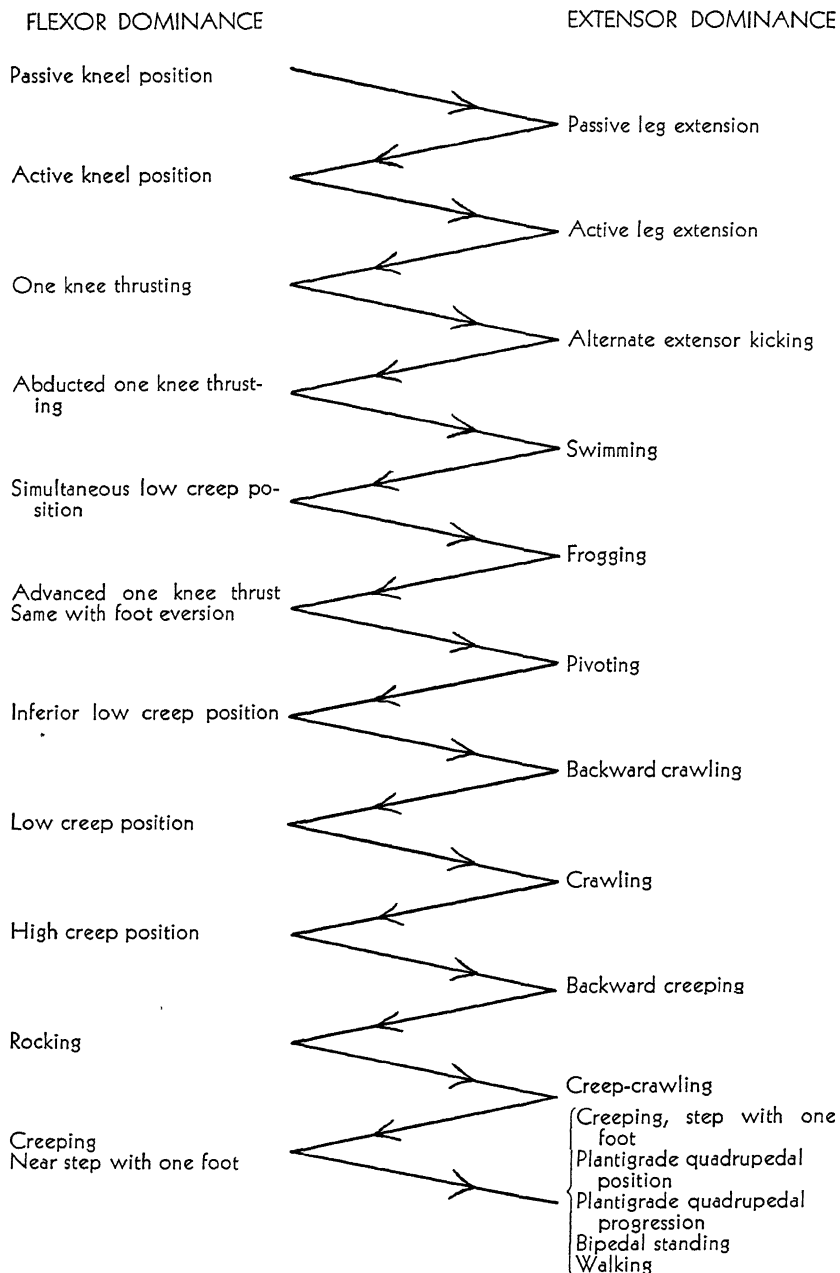 FLEXOR DOMINANCE
EXTENSOR DOMINANCE
Passive kneel position
Passive leg extension
Active kneel position
Active leg extension
One knee thrusting
Alternate extensor kicking
Abducted one knee thrust-
ing
Swimming
Simultaneous low creep po-
sition
Frogging
Advanced one knee thrust
Same with foot eversion
Pivoting
Inferior low creep position
Backward crawling
Low creep position
Crawling
High creep position
Backward creeping
Rocking
Creep-crawling
Creeping
Near step with one foot
Creeping, step with one
foot
Plantigrade quadrupedal
position
Plantigrade quadrupedal
progression
Bipedal standing
Walking